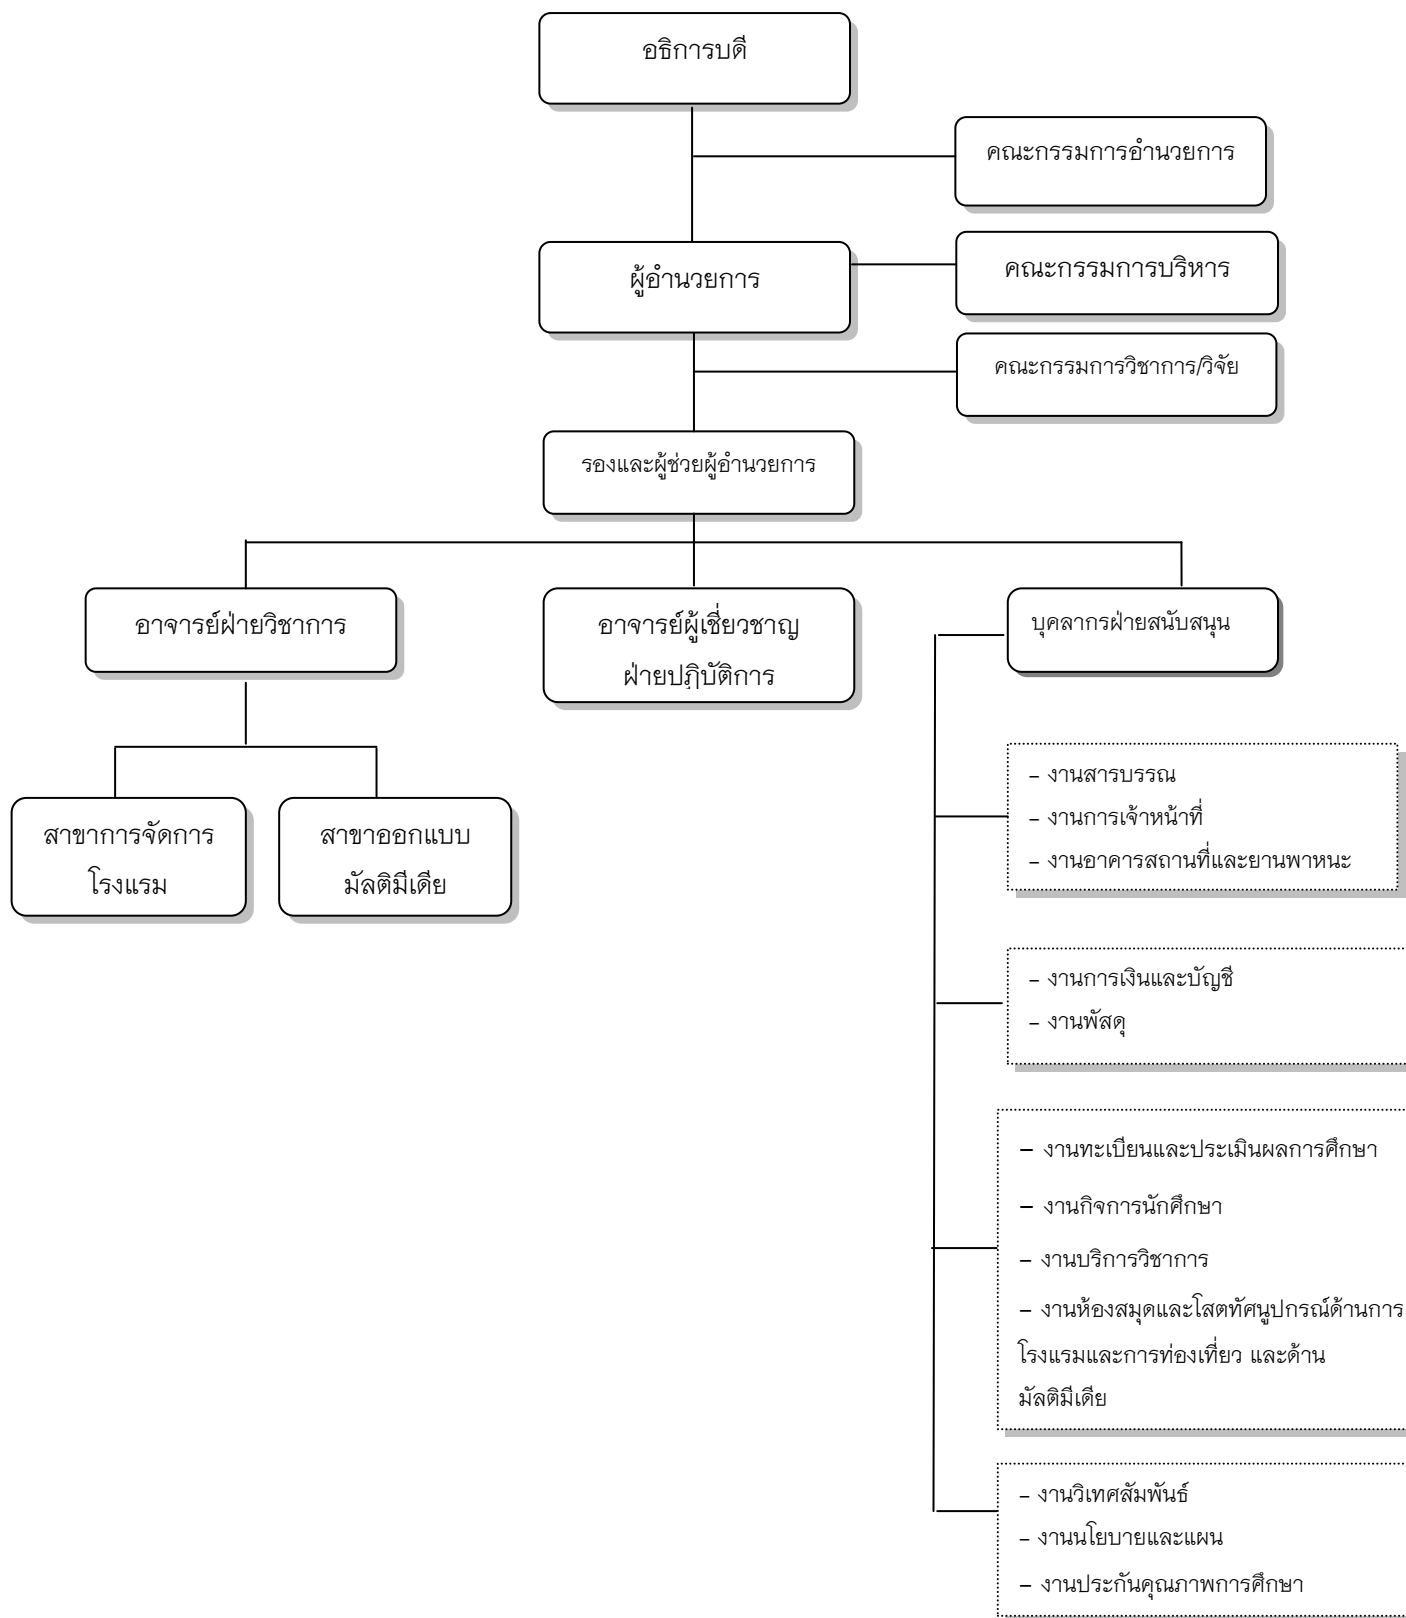 อธิการบดี
คณะกรรมการอำนวยการ
ผู้อำนวยการ
คณะกรรมการบริหาร
คณะกรรมการวิชาการ/วิจัย
รองและผู้ช่วยผู้อำนวยการ
อาจารย์ฝ่ายวิชาการ
อาจารย์ผู้เชี่ยวชาญ
ฝ่ายปฏิบัติการ
บุคลากรฝ่ายสนับสนุน
สาขาการจัดการ
โรงแรม
สาขาออกแบบ
มัลติมีเดีย
- งานสารบรรณ
- งานการเจ้าหน้าที่
- งานอาคารสถานที่และยานพาหนะ
- งานการเงินและบัญชี
- งานพัสดุ
- งานทะเบียนและประเมินผลการศึกษา
- งานกิจการนักศึกษา
- งานบริการวิชาการ
- งานห้องสมุดและโสตทัศนูปกรณ์ด้านการ
โรงแรมและการท่องเที่ยว และด้าน
มัลติมีเดีย
- งานวิเทศสัมพันธ์
- งานนโยบายและแผน
- งานประกันคุณภาพการศึกษา